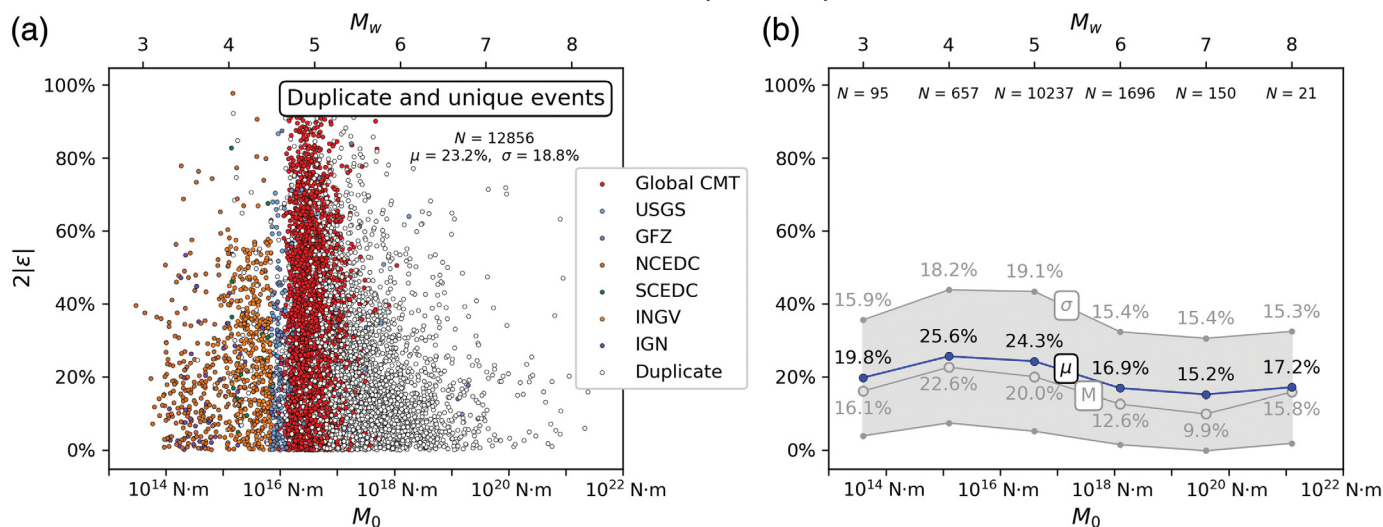 (a)
M_w
3 4 5 6 7 8
100%
80%
60%
40%
20%
0%
2|ε|
Duplicate and unique events
N = 12856
μ = 23.2%, σ = 18.8%
Global CMT
USGS
GFZ
NCEDC
SCEDC
INGV
IGN
Duplicate
10^14 N·m 10^16 N·m 10^18 N·m 10^20 N·m 10^22 N·m
M_0
(b)
M_w
3 4 5 6 7 8
100%
80%
60%
40%
20%
0%
N = 95 N = 657 N = 10237 N = 1696 N = 150 N = 21
15.9% 18.2% 19.1% σ 15.4% 15.4% 15.3%
19.8% 25.6% 24.3% μ 16.9% 15.2% 17.2%
16.1% 22.6% 20.0% M 12.6% 9.9% 15.8%
10^14 N·m 10^16 N·m 10^18 N·m 10^20 N·m 10^22 N·m
M_0